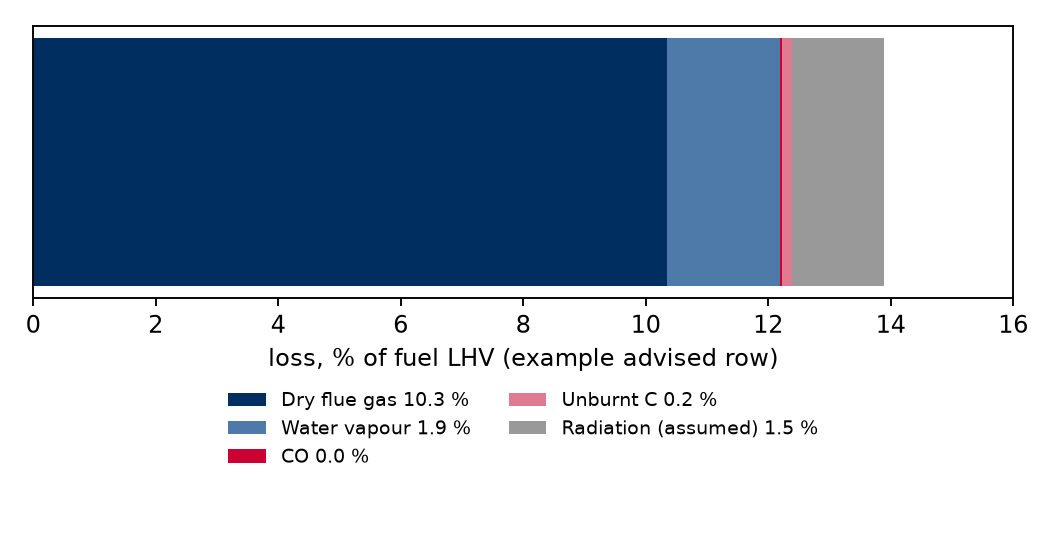 0 2 4 6 8 10 12 14 16
loss, % of fuel LHV (example advised row)
Dry flue gas 10.3 %
Water vapour 1.9 %
CO 0.0 %
Unburnt C 0.2 %
Radiation (assumed) 1.5 %